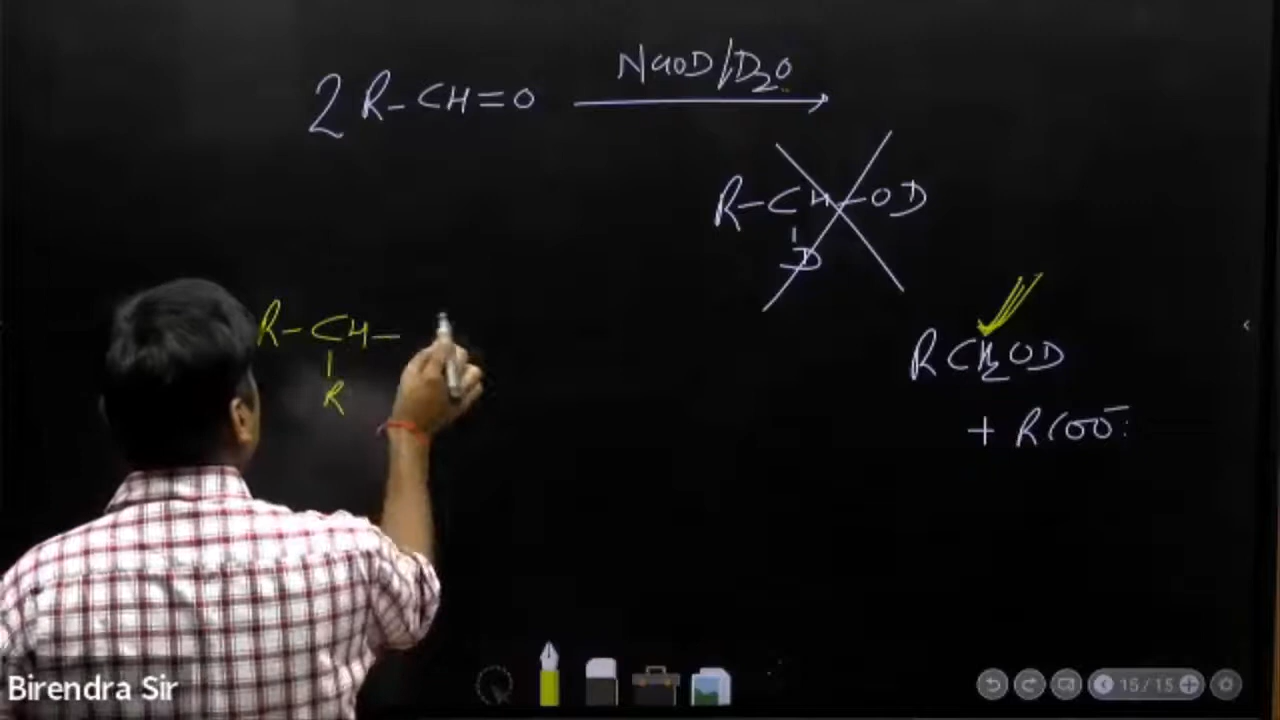 NaOD/D₂O
2 R-CH=O
R-CH-OD
D
R-CH-
R
RCH₂OD
+ RCOO⁻
Birendra Sir
15/15